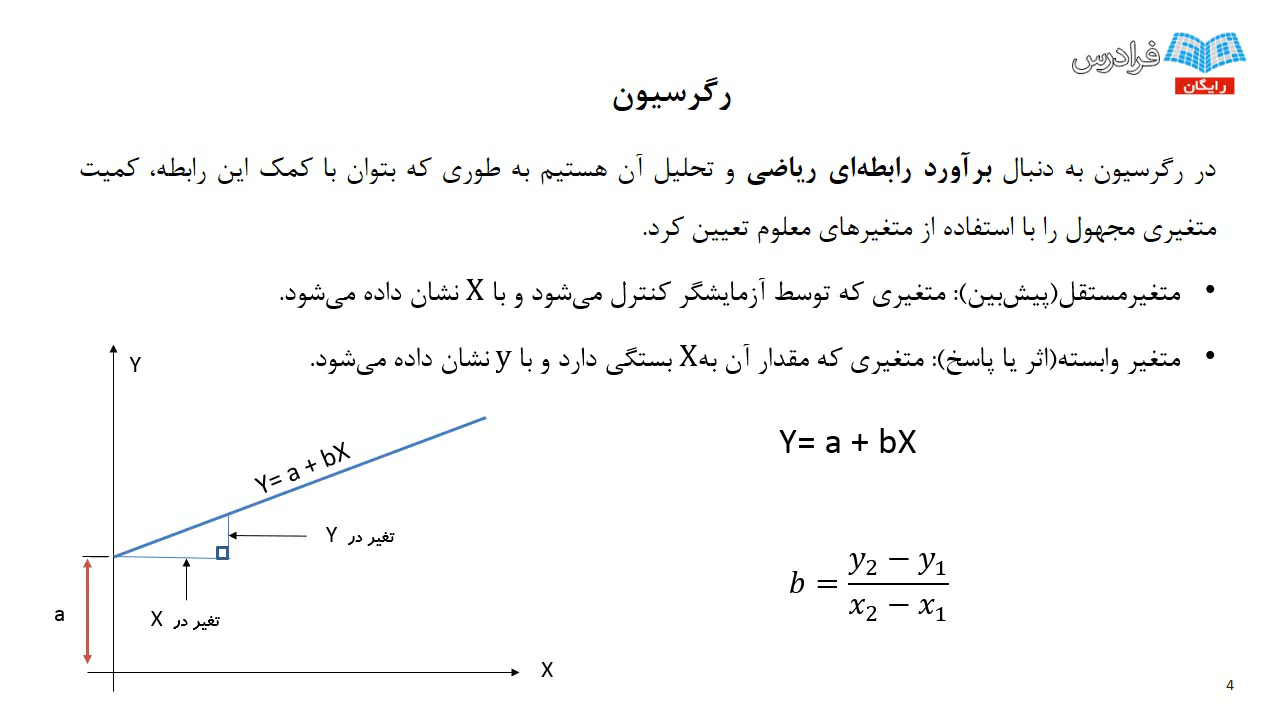 فرادرس
رایگان
رگرسیون
در رگرسیون به دنبال برآورد رابطه‌ای ریاضی و تحلیل آن هستیم به طوری که بتوان با کمک این رابطه، کمیت
متغیری مجهول را با استفاده از متغیرهای معلوم تعیین کرد.
• متغیرمستقل(پیش‌بین): متغیری که توسط آزمایشگر کنترل می‌شود و با X نشان داده می‌شود.
• متغیر وابسته(اثر یا پاسخ): متغیری که مقدار آن به‌X بستگی دارد و با y نشان داده می‌شود.
Y= a + bX
b = (y₂ − y₁) / (x₂ − x₁)
Y
Y= a + bX
تغیر در Y
تغیر در X
a
X
4